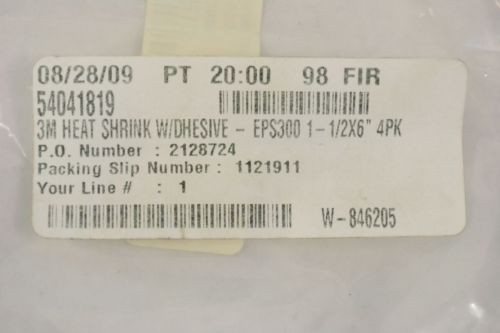 08/28/09 PT 20:00 98 FIR
54041819
3M HEAT SHRINK W/DHESIVE - EPS300 1-1/2X6" 4PK
P.O. Number : 2128724
Packing Slip Number : 1121911
Your Line # : 1
W-846205